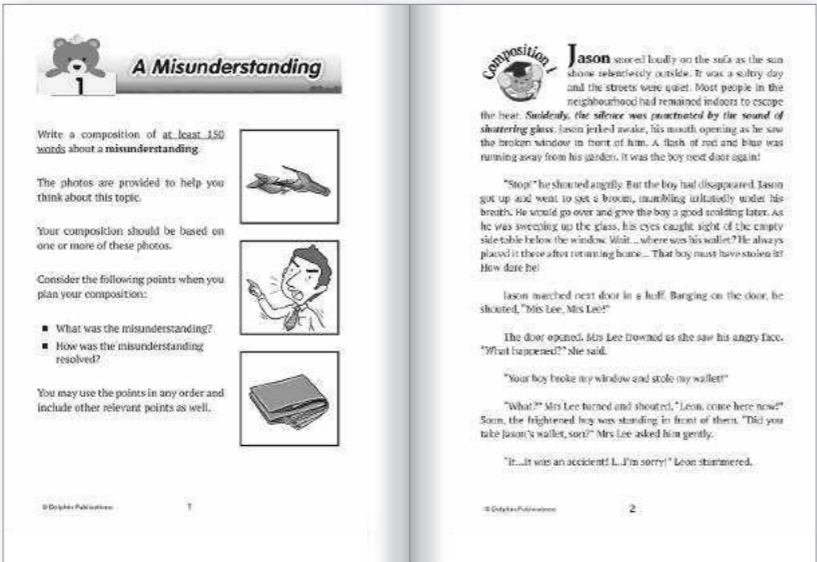 1
A Misunderstanding
Write a composition of at least 150
words about a misunderstanding.
The photos are provided to help you
think about this topic.
Your composition should be based on
one or more of these photos.
Consider the following points when you
plan your composition:
■ What was the misunderstanding?
■ How was the misunderstanding
resolved?
You may use the points in any order and
include other relevant points as well.
© Dolphin Publications
1
Composition 1
Jason snored loudly on the sofa as the sun
shone relentlessly outside. It was a sultry day
and the streets were quiet. Most people in the
neighbourhood had remained indoors to escape
the heat. Suddenly, the silence was punctuated by the sound of
shattering glass. Jason jerked awake, his mouth opening as he saw
the broken window in front of him. A flash of red and blue was
running away from his garden. It was the boy next door again!
"Stop!" he shouted angrily. But the boy had disappeared. Jason
got up and went to get a broom, mumbling irritatedly under his
breath. He would go over and give the boy a good scolding later. As
he was sweeping up the glass, his eyes caught sight of the empty
side table below the window. Wait... where was his wallet? He always
placed it there after returning home... That boy must have stolen it!
How dare he!
Jason marched next door in a huff. Banging on the door, he
shouted, "Mrs Lee, Mrs Lee!"
The door opened. Mrs Lee frowned as she saw his angry face.
"What happened?" she said.
"Your boy broke my window and stole my wallet!"
"What?" Mrs Lee turned and shouted, "Leon, come here now!"
Soon, the frightened boy was standing in front of them. "Did you
take Jason's wallet, son?" Mrs Lee asked him gently.
"It...it was an accident! I...I'm sorry!" Leon stammered.
© Dolphin Publications
2